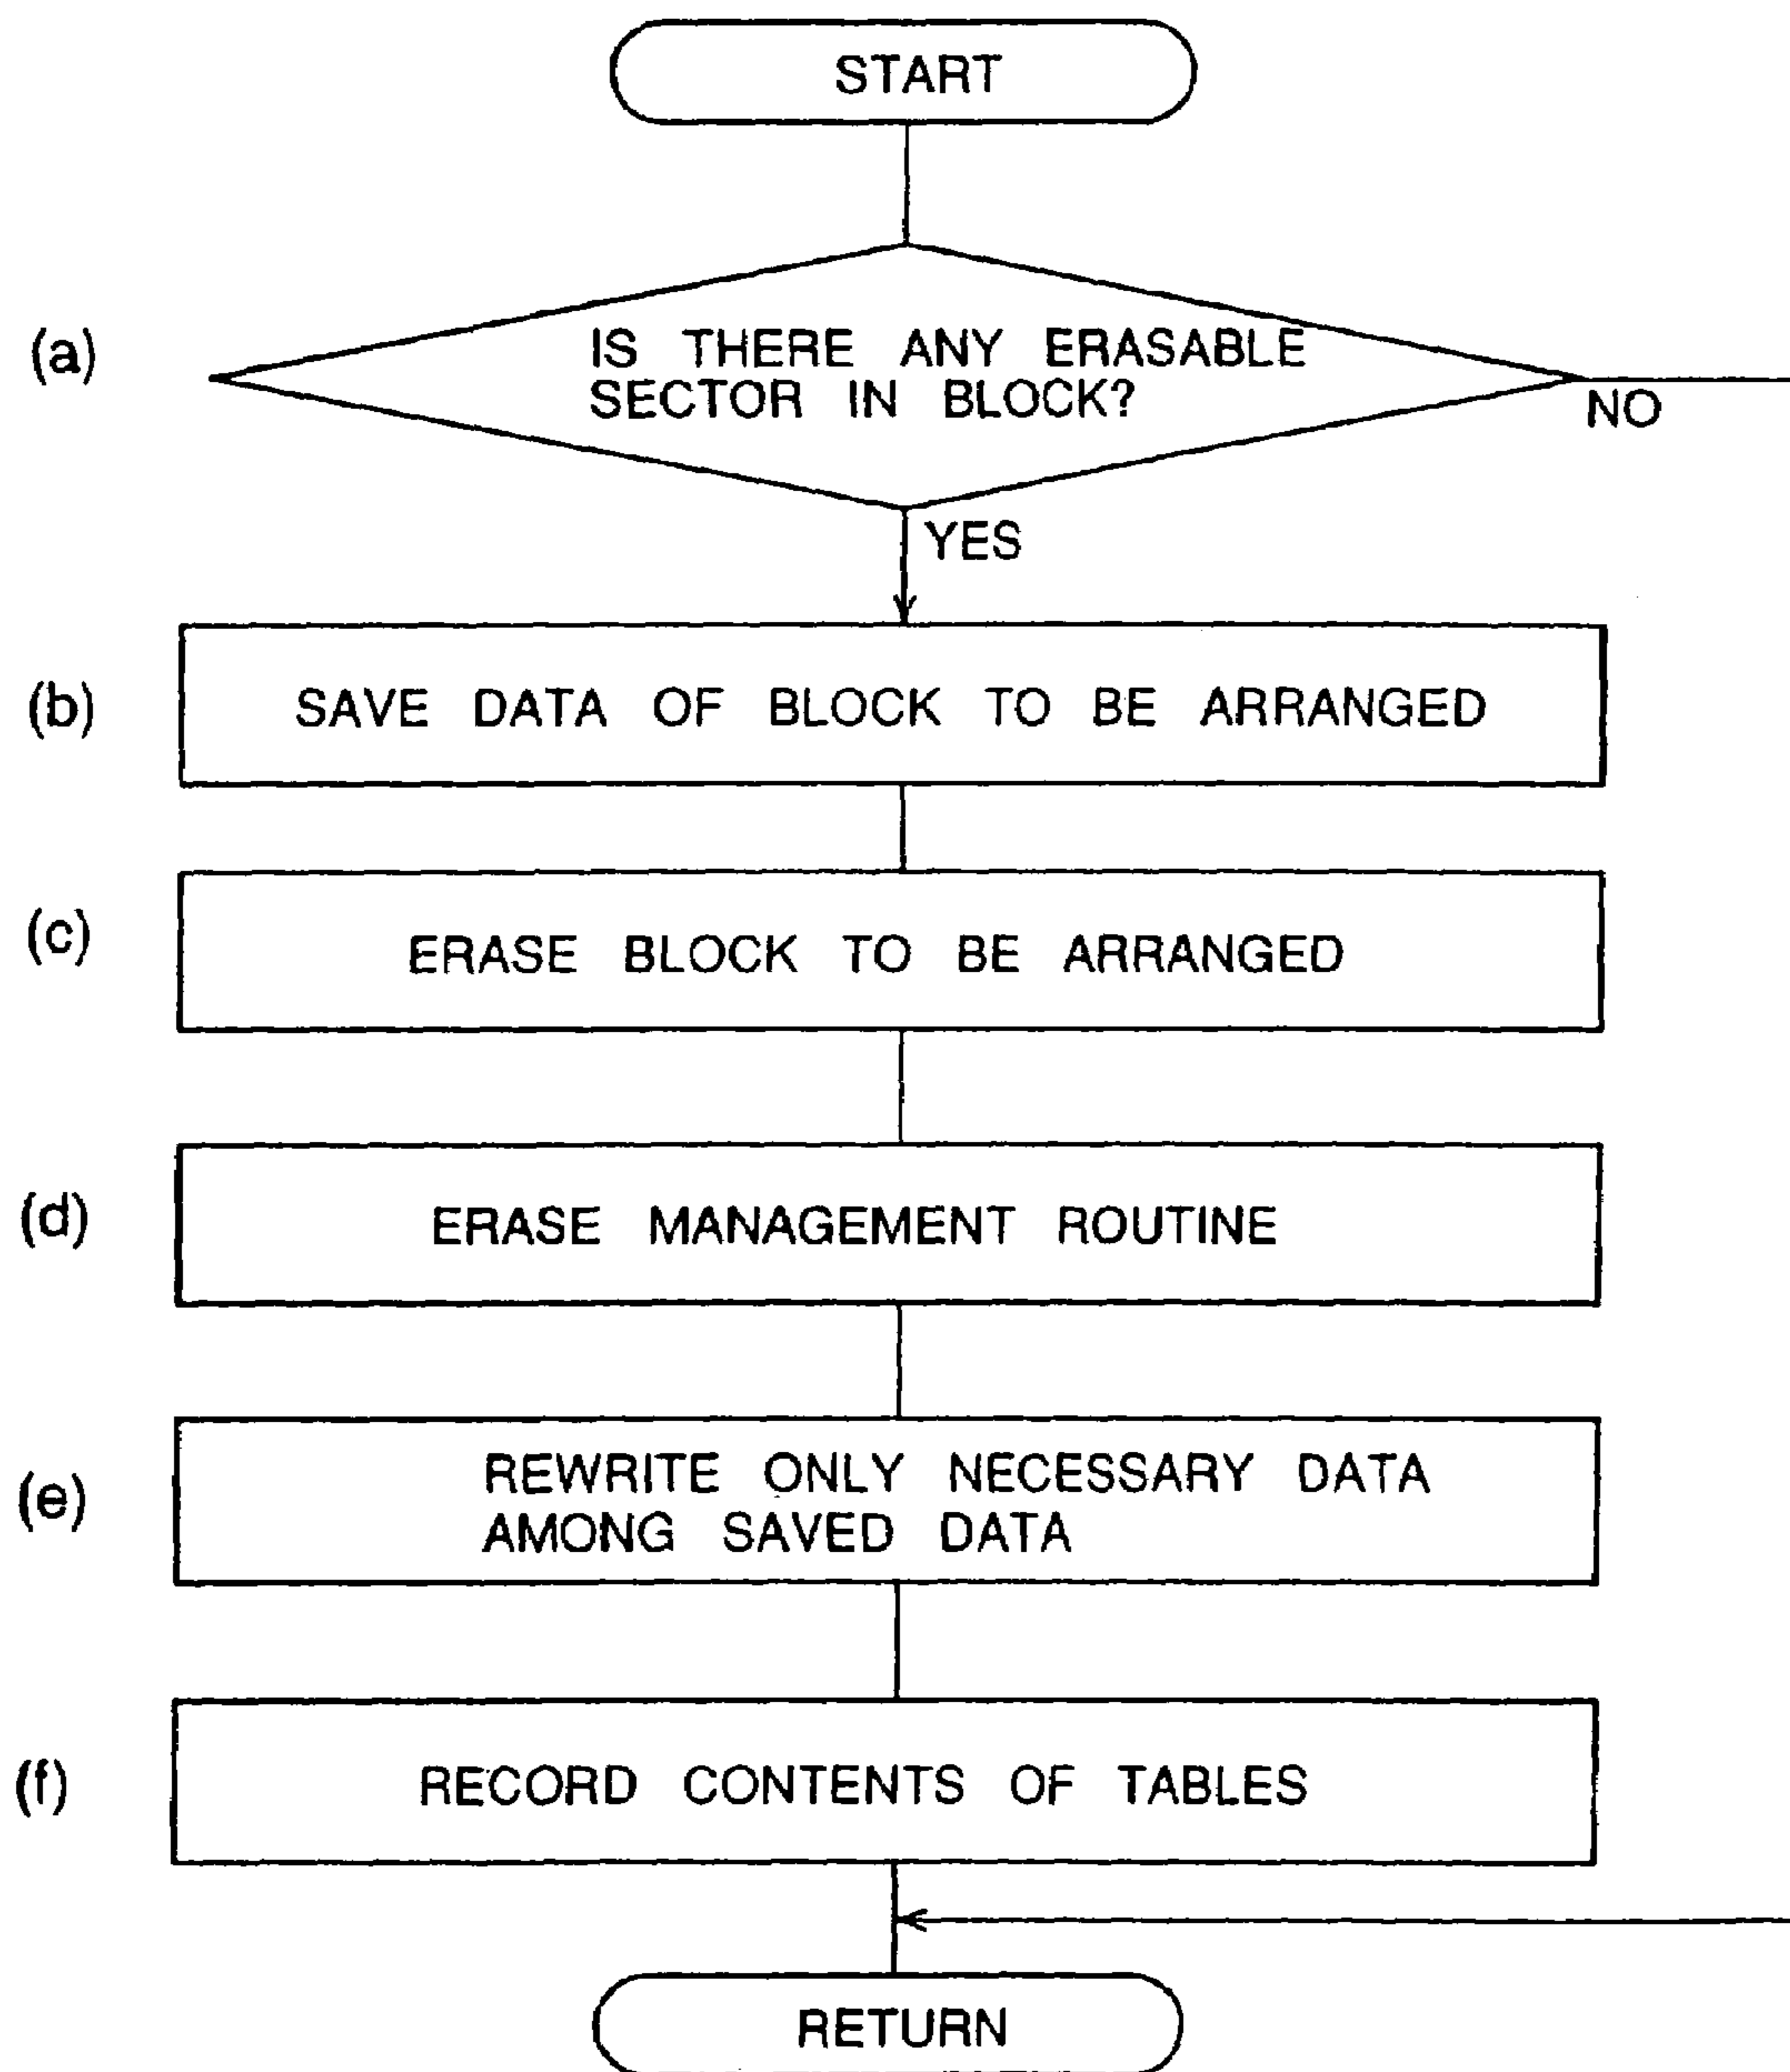 START
(a)
IS THERE ANY ERASABLE
SECTOR IN BLOCK?
NO
YES
(b)
SAVE DATA OF BLOCK TO BE ARRANGED
(c)
ERASE BLOCK TO BE ARRANGED
(d)
ERASE MANAGEMENT ROUTINE
(e)
REWRITE ONLY NECESSARY DATA
AMONG SAVED DATA
(f)
RECORD CONTENTS OF TABLES
RETURN